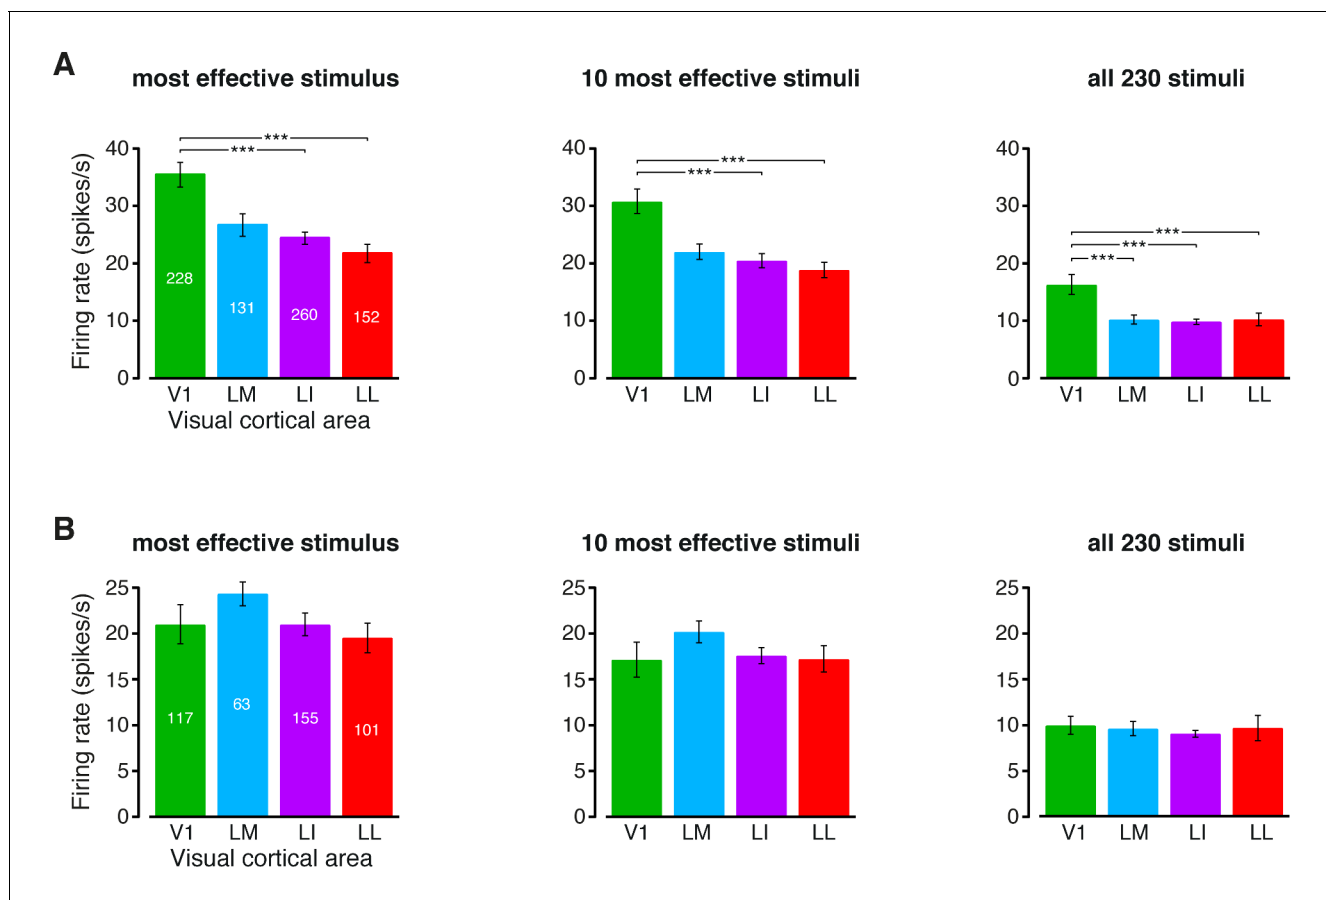 A
most effective stimulus
10 most effective stimuli
all 230 stimuli
Firing rate (spikes/s)
40
30
20
10
0
***
***
228
131
260
152
V1 LM LI LL
Visual cortical area
40
30
20
10
0
***
***
V1 LM LI LL
40
30
20
10
0
***
***
***
V1 LM LI LL
B
most effective stimulus
10 most effective stimuli
all 230 stimuli
Firing rate (spikes/s)
25
20
15
10
5
0
117
63
155
101
V1 LM LI LL
Visual cortical area
25
20
15
10
5
0
V1 LM LI LL
25
20
15
10
5
0
V1 LM LI LL